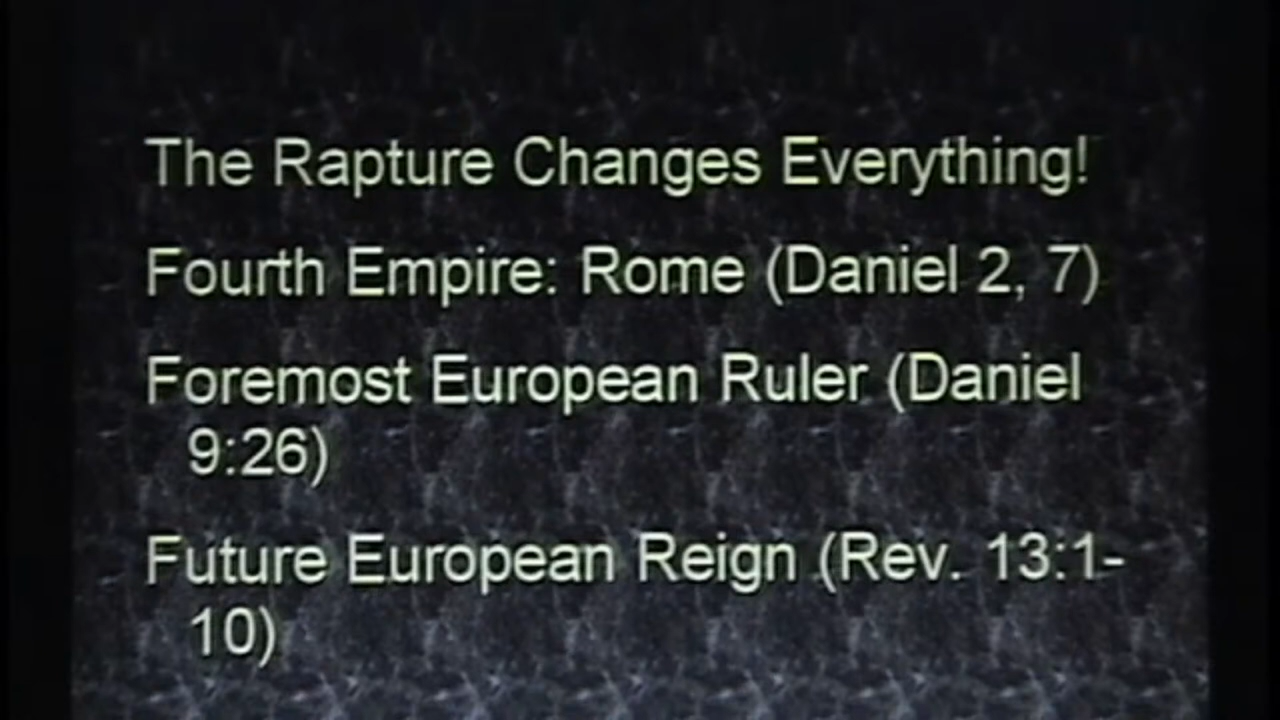 The Rapture Changes Everything!
Fourth Empire: Rome (Daniel 2, 7)
Foremost European Ruler (Daniel
9:26)
Future European Reign (Rev. 13:1-
10)